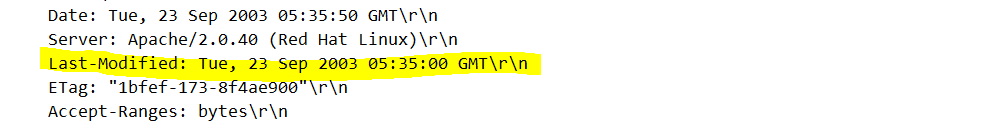 Date: Tue, 23 Sep 2003 05:35:50 GMT\r\n
Server: Apache/2.0.40 (Red Hat Linux)\r\n
Last-Modified: Tue, 23 Sep 2003 05:35:00 GMT\r\n
ETag: "1bfef-173-8f4ae900"\r\n
Accept-Ranges: bytes\r\n